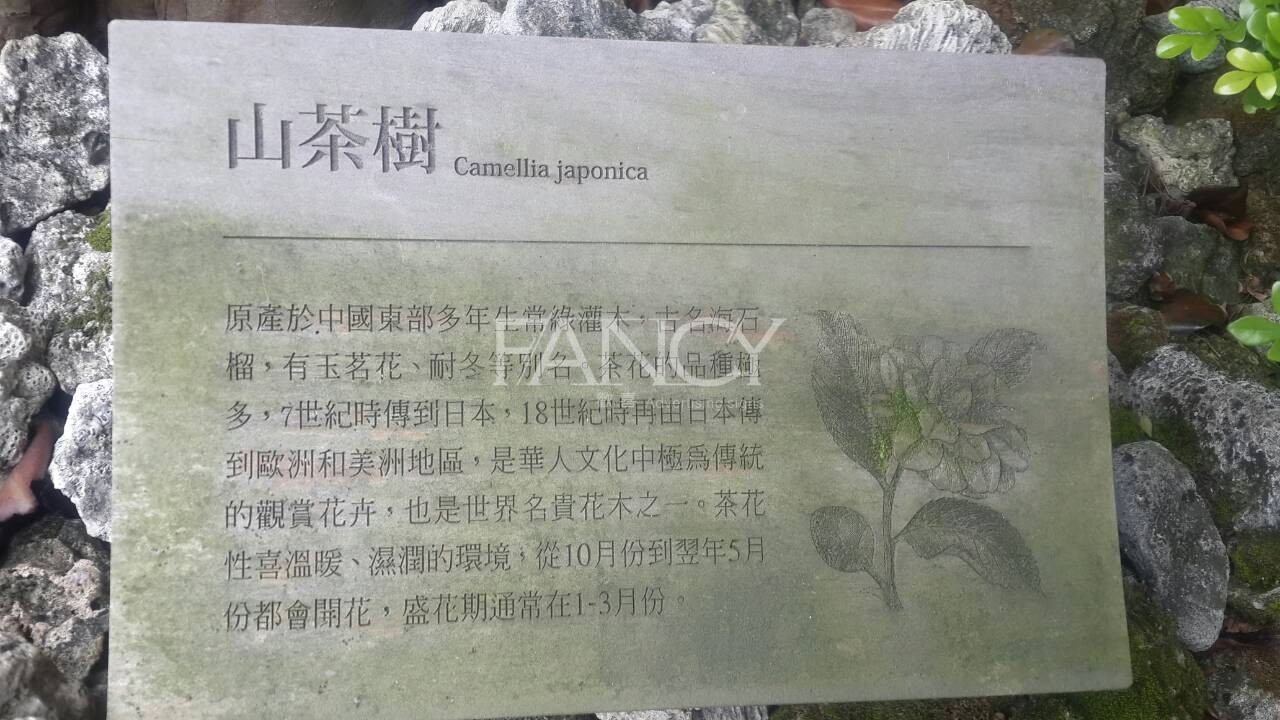 山茶樹 Camellia japonica
原產於中國東部多年生常綠灌木，古名海石
榴，有玉茗花、耐冬等別名。茶花的品種極
多，7世紀時傳到日本，18世紀時再由日本傳
到歐洲和美洲地區，是華人文化中極為傳統
的觀賞花卉，也是世界名貴花木之一。茶花
性喜溫暖、濕潤的環境，從10月份到翌年5月
份都會開花，盛花期通常在1-3月份。
FANCY